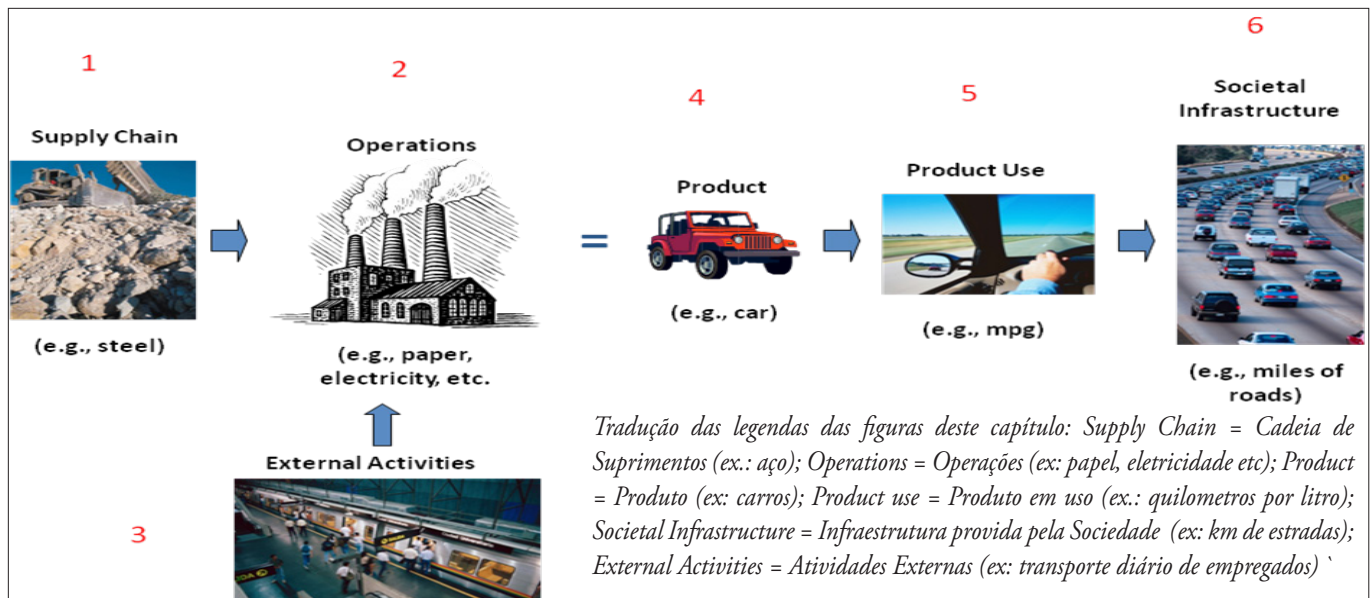 1
Supply Chain
(e.g., steel)
2
Operations
(e.g., paper,
electricity, etc.
3
External Activities
4
Product
(e.g., car)
5
Product Use
(e.g., mpg)
6
Societal
Infrastructure
(e.g., miles of
roads)
Tradução das legendas das figuras deste capítulo: Supply Chain = Cadeia de
Suprimentos (ex.: aço); Operations = Operações (ex: papel, eletricidade etc); Product
= Produto (ex: carros); Product use = Produto em uso (ex.: quilometros por litro);
Societal Infrastructure = Infraestrutura provida pela Sociedade (ex: km de estradas);
External Activities = Atividades Externas (ex: transporte diário de empregados) `